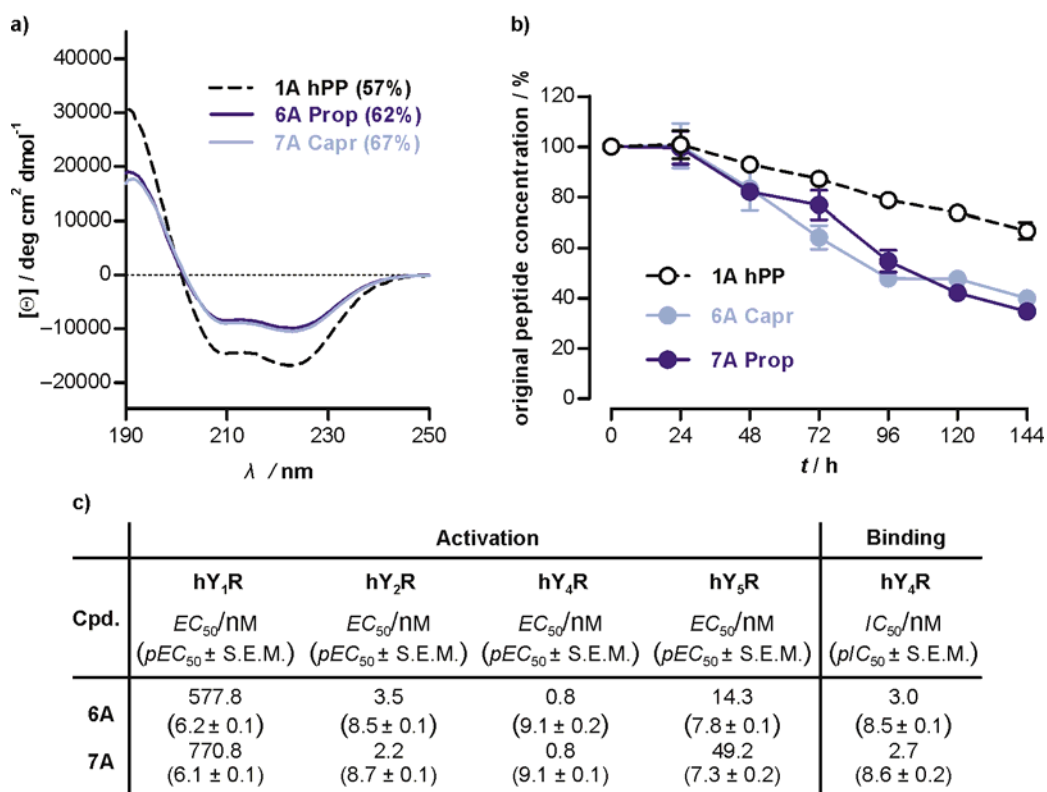 a)
40000
30000
20000
10000
0
−10000
−20000
[Θ] / deg cm² dmol⁻¹
1A hPP (57%)
6A Prop (62%)
7A Capr (67%)
190 210 230 250
λ / nm
b)
120
100
80
60
40
20
0
original peptide concentration / %
1A hPP
6A Capr
7A Prop
0 24 48 72 96 120 144
t / h
c)
Activation Binding
hY₁R hY₂R hY₄R hY₅R hY₄R
Cpd. EC₅₀/nM EC₅₀/nM EC₅₀/nM EC₅₀/nM IC₅₀/nM
(pEC₅₀ ± S.E.M.) (pEC₅₀ ± S.E.M.) (pEC₅₀ ± S.E.M.) (pEC₅₀ ± S.E.M.) (pIC₅₀ ± S.E.M.)
6A 577.8 3.5 0.8 14.3 3.0
(6.2 ± 0.1) (8.5 ± 0.1) (9.1 ± 0.2) (7.8 ± 0.1) (8.5 ± 0.1)
7A 770.8 2.2 0.8 49.2 2.7
(6.1 ± 0.1) (8.7 ± 0.1) (9.1 ± 0.1) (7.3 ± 0.2) (8.6 ± 0.2)